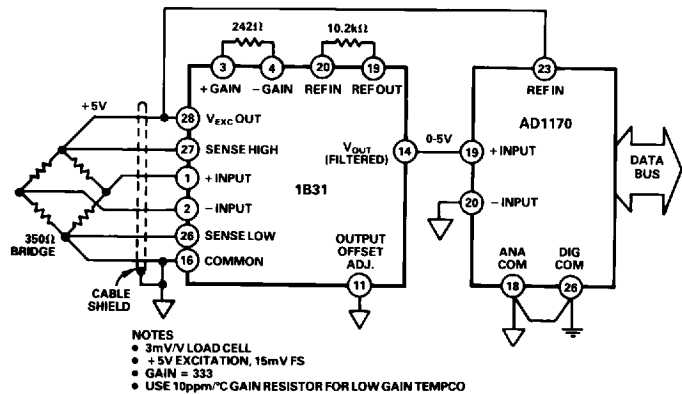 242Ω
10.2kΩ
3
4
20
19
+ GAIN
− GAIN
REF IN
REF OUT
23
REF IN
+5V
28
VEXC OUT
AD1170
27
SENSE HIGH
VOUT
(FILTERED)
14
0-5V
19
+ INPUT
DATA
BUS
1
+ INPUT
1B31
2
− INPUT
20
− INPUT
26
SENSE LOW
350Ω
BRIDGE
16
COMMON
OUTPUT
OFFSET
ADJ.
ANA
COM
DIG
COM
11
18
26
CABLE
SHIELD
NOTES
• 3mV/V LOAD CELL
• +5V EXCITATION, 15mV FS
• GAIN = 333
• USE 10ppm/°C GAIN RESISTOR FOR LOW GAIN TEMPCO